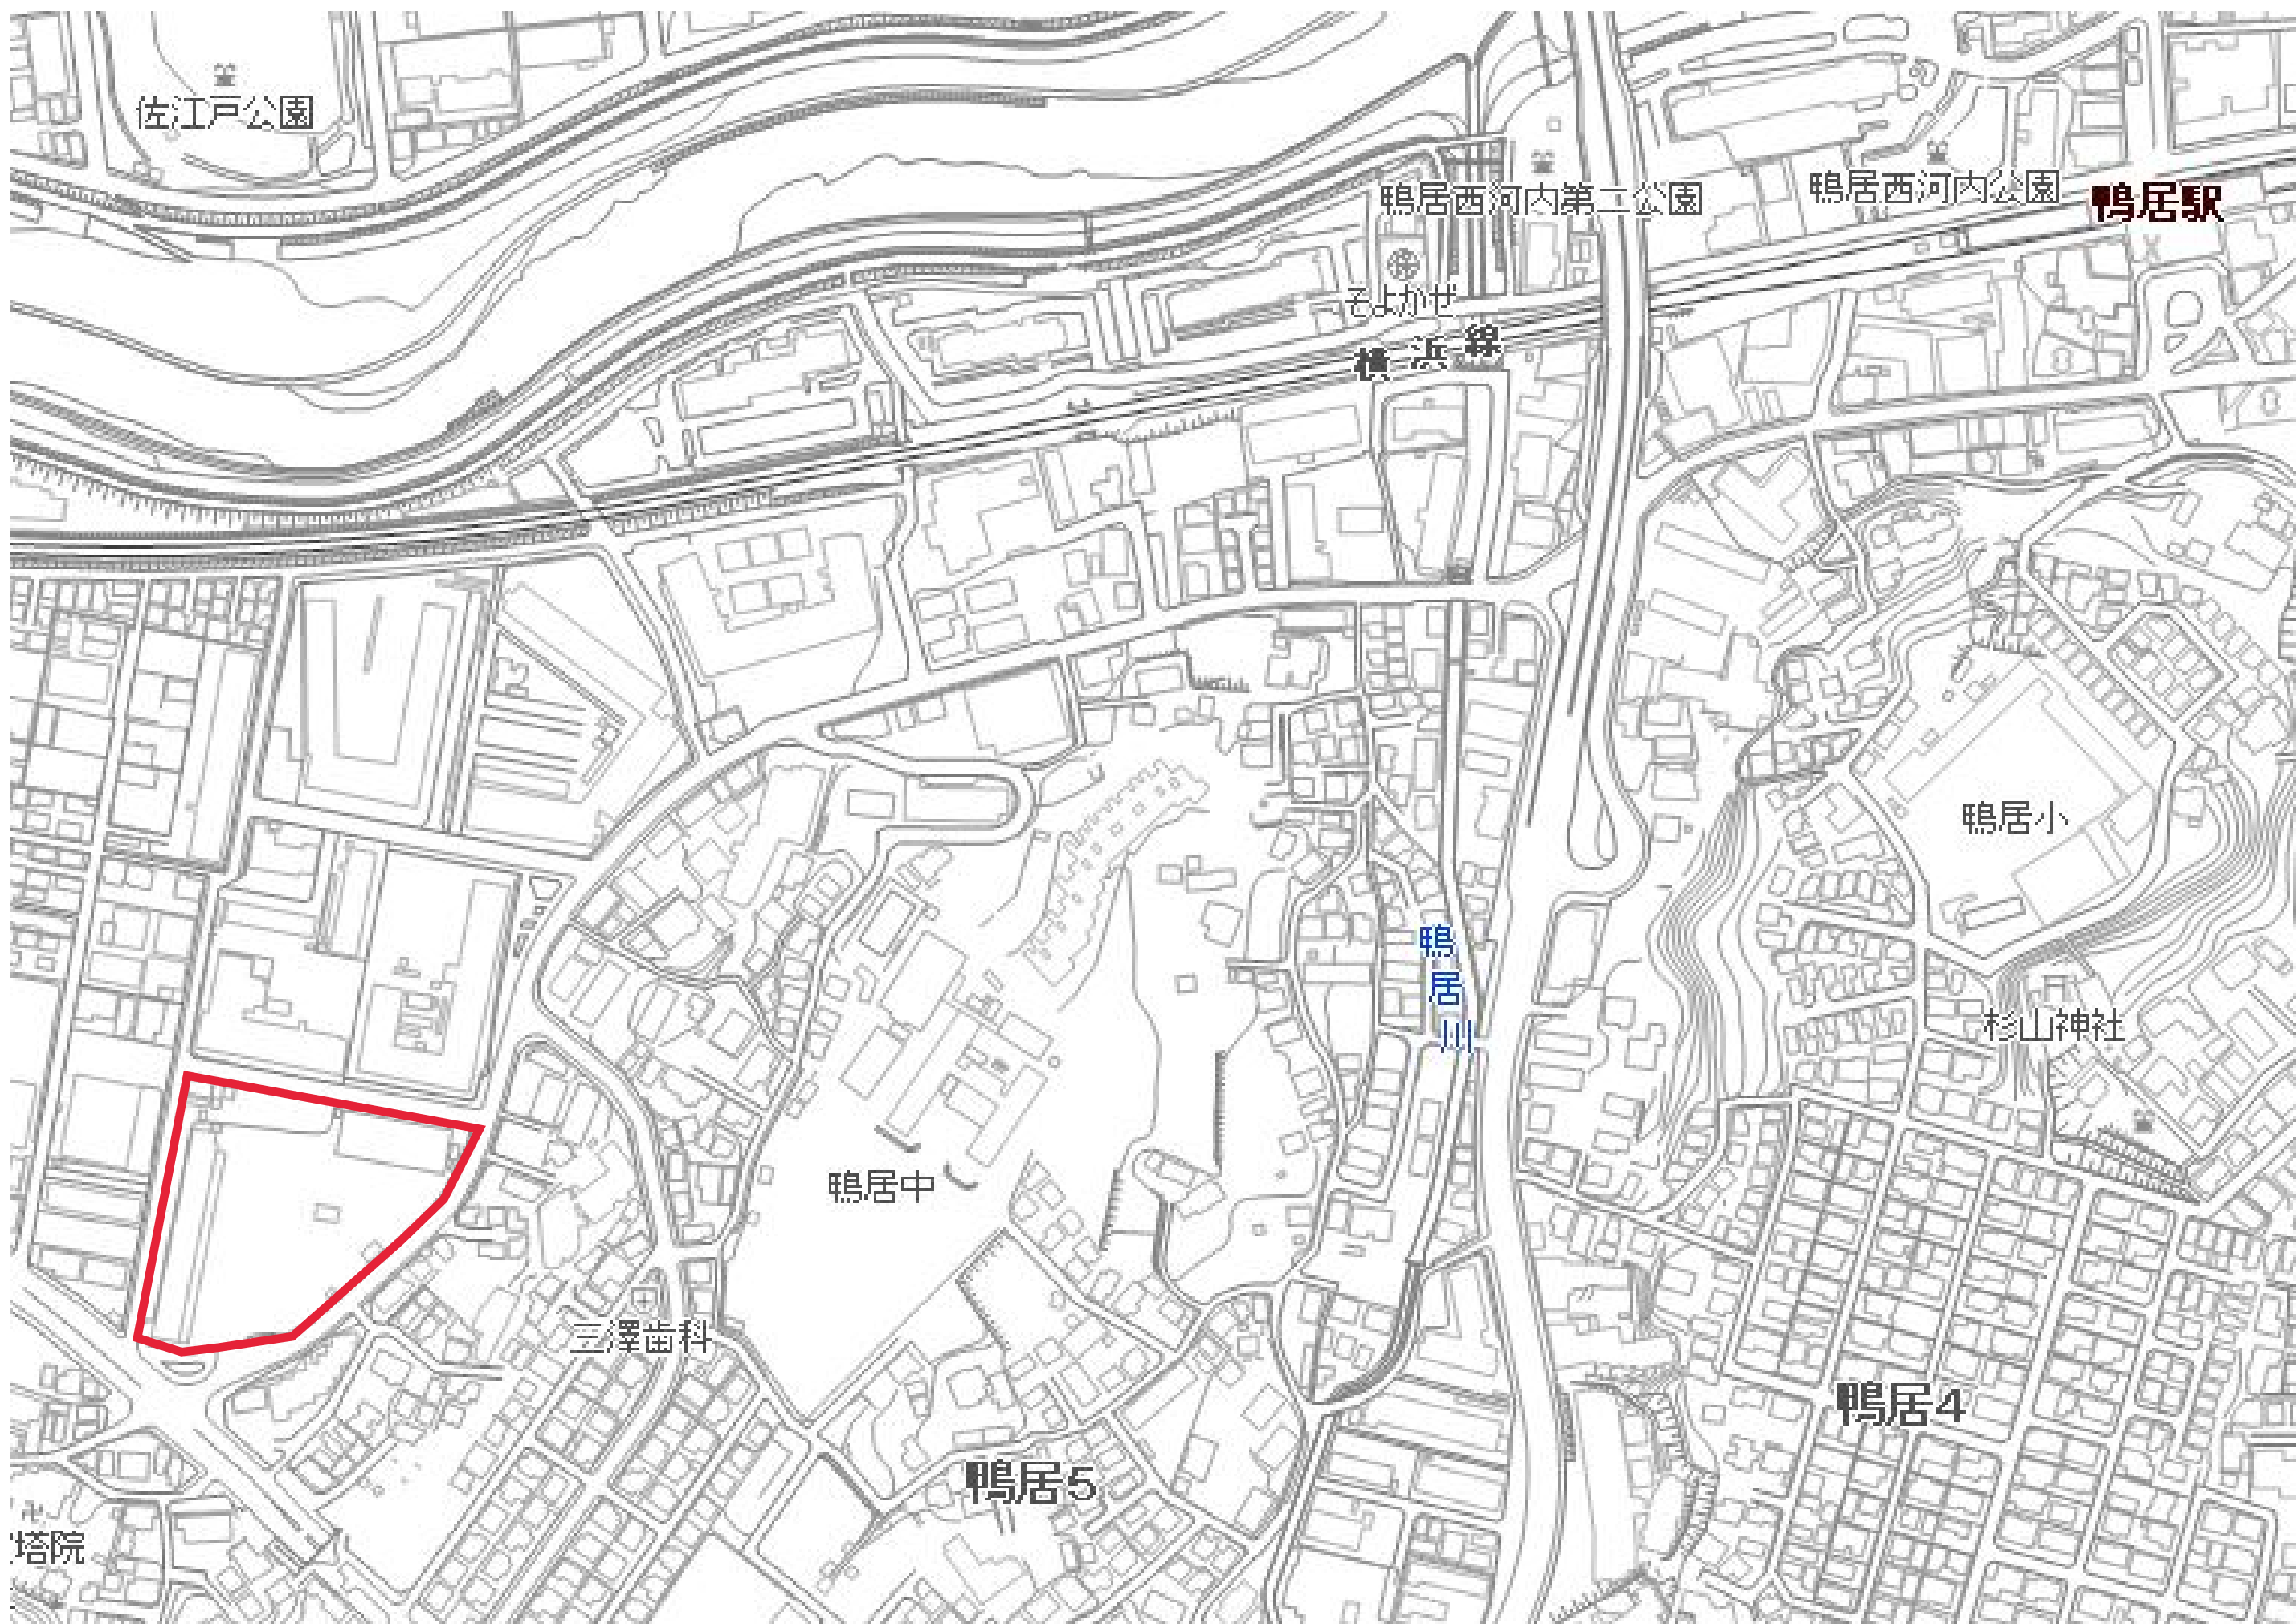 佐江戸公園
鴨居西河内第二公園
鴨居西河内公園
鴨居駅
そよかぜ
横浜線
鴨居小
鴨居川
杉山神社
鴨居中
三澤歯科
鴨居4
鴨居5
塔院